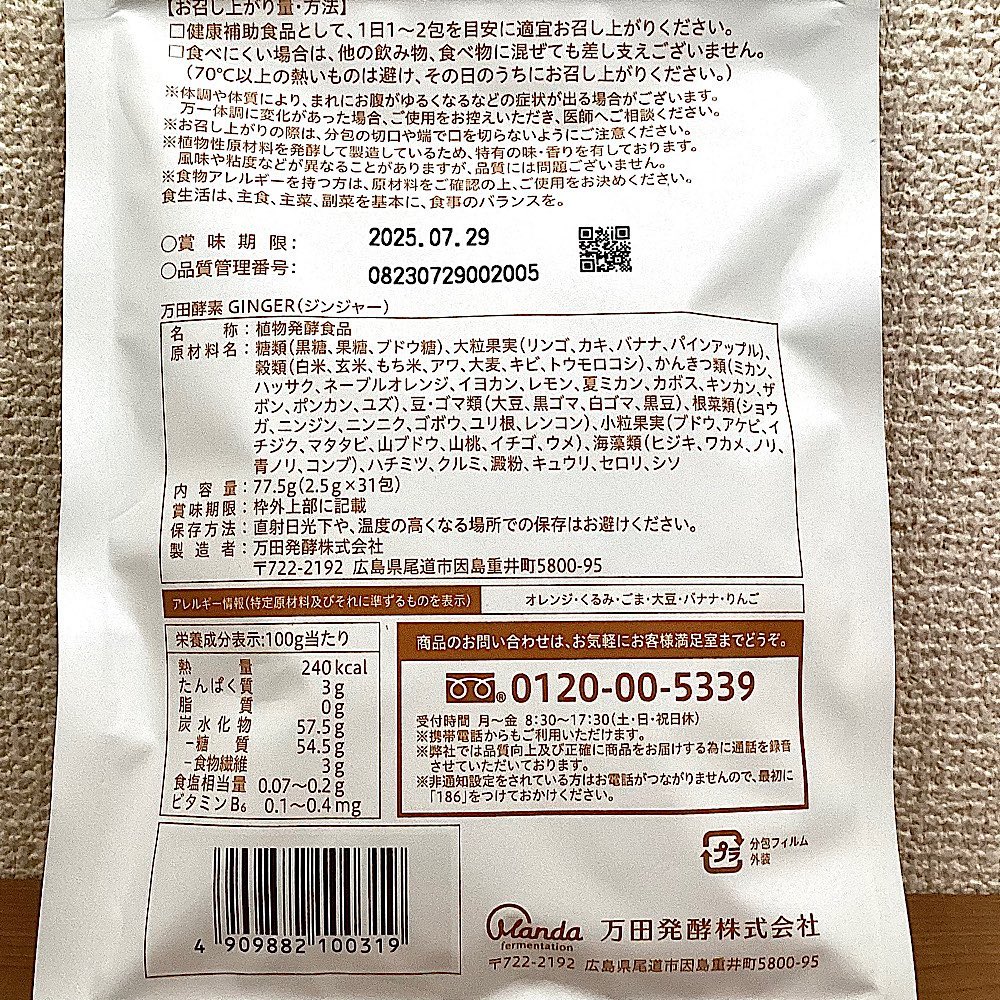 【お召し上がり量・方法】
□健康補助食品として、1日1〜2包を目安に適宜お召し上がりください。
□食べにくい場合は、他の飲み物、食べ物に混ぜても差し支えございません。
（70℃以上の熱いものは避け、その日のうちにお召し上がりください。）
※体調や体質により、まれにお腹がゆるくなるなどの症状が出る場合がございます。
万一体調に変化があった場合、ご使用をお控えいただき、医師へご相談ください。
※お召し上がりの際は、分包の切口や端で口を切らないようにご注意ください。
※植物性原材料を発酵して製造しているため、特有の味・香りを有しております。
風味や粘度などが異なることがありますが、品質には問題ございません。
※食物アレルギーを持つ方は、原材料をご確認の上、ご使用をお決めください。
食生活は、主食、主菜、副菜を基本に、食事のバランスを。
○賞味期限： 2025.07.29
○品質管理番号： 08230729002005
万田酵素 GINGER（ジンジャー）
名称：植物発酵食品
原材料名：糖類（黒糖、果糖、ブドウ糖）、大粒果実（リンゴ、カキ、バナナ、パインアップル）、
穀類（白米、玄米、もち米、アワ、大麦、キビ、トウモロコシ）、かんきつ類（ミカン、
ハッサク、ネーブルオレンジ、イヨカン、レモン、夏ミカン、カボス、キンカン、ザ
ボン、ポンカン、ユズ）、豆・ゴマ類（大豆、黒ゴマ、白ゴマ、黒豆）、根菜類（ショウ
ガ、ニンジン、ニンニク、ゴボウ、ユリ根、レンコン）、小粒果実（ブドウ、アケビ、イ
チジク、マタタビ、山ブドウ、山桃、イチゴ、ウメ）、海藻類（ヒジキ、ワカメ、ノリ、
青ノリ、コンブ）、ハチミツ、クルミ、澱粉、キュウリ、セロリ、シソ
内容量：77.5g（2.5g×31包）
賞味期限：枠外上部に記載
保存方法：直射日光下や、温度の高くなる場所での保存はお避けください。
製造者：万田発酵株式会社
〒722-2192 広島県尾道市因島重井町5800-95
アレルギー情報（特定原材料及びそれに準ずるものを表示） オレンジ・くるみ・ごま・大豆・バナナ・りんご
栄養成分表示：100g当たり
熱量 240kcal
たんぱく質 3g
脂質 0g
炭水化物 57.5g
−糖質 54.5g
−食物繊維 3g
食塩相当量 0.07〜0.2g
ビタミンB₆ 0.1〜0.4mg
商品のお問い合わせは、お気軽にお客様満足室までどうぞ。
® 0120-00-5339
受付時間 月〜金 8:30〜17:30（土・日・祝日休）
※携帯電話からもご利用いただけます。
※弊社では品質向上及び正確に商品をお届けする為に通話を録音
させていただいております。
※非通知設定をされている方はお電話がつながりませんので、最初に
「186」をつけておかけください。
プラ 分包フィルム
外装
4 909882 100319
Manda
fermentation
万田発酵株式会社
〒722-2192 広島県尾道市因島重井町5800-95